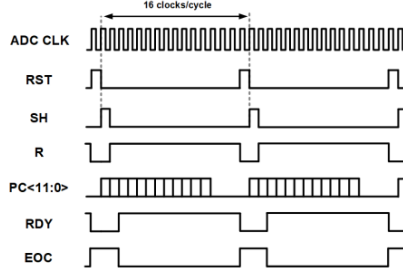 16 clocks/cycle
ADC CLK
RST
SH
R
PC<11:0>
RDY
EOC